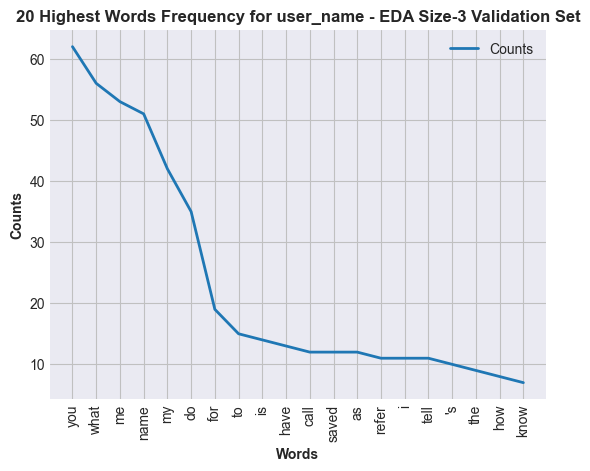 20 Highest Words Frequency for user_name - EDA Size-3 Validation Set
Counts
60
50
40
30
20
10
Counts
you
what
me
name
my
do
for
to
is
have
call
saved
as
refer
i
tell
's
the
how
know
Words